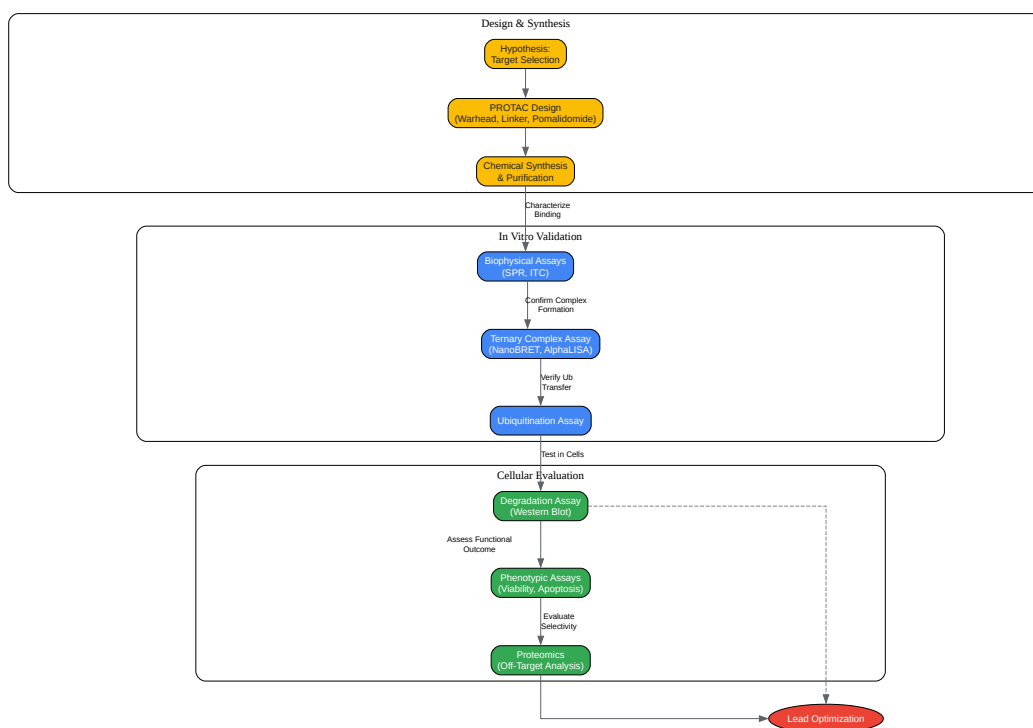 Design & Synthesis
Hypothesis:
Target Selection
PROTAC Design
(Warhead, Linker, Pomalidomide)
Chemical Synthesis
& Purification
Characterize
Binding
In Vitro Validation
Biophysical Assays
(SPR, ITC)
Confirm Complex
Formation
Ternary Complex Assay
(NanoBRET, AlphaLISA)
Verify Ub
Transfer
Ubiquitination Assay
Test in Cells
Cellular Evaluation
Degradation Assay
(Western Blot)
Assess Functional
Outcome
Phenotypic Assays
(Viability, Apoptosis)
Evaluate
Selectivity
Proteomics
(Off-Target Analysis)
Lead Optimization